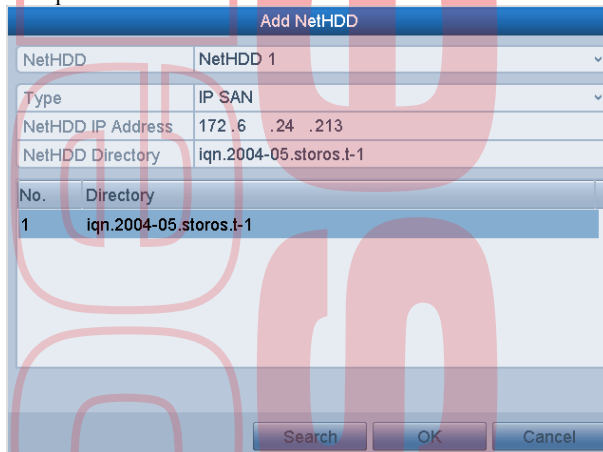 Add NetHDD
NetHDD NetHDD 1
Type IP SAN
NetHDD IP Address 172 .6 .24 .213
NetHDD Directory iqn.2004-05.storos.t-1
No. Directory
1 iqn.2004-05.storos.t-1
Search OK Cancel